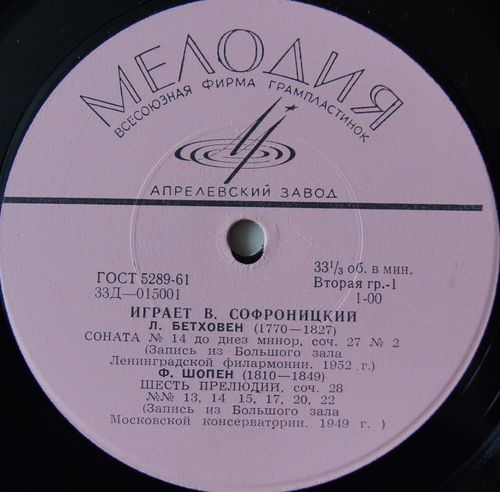 МЕЛОДИЯ
ВСЕСОЮЗНАЯ ФИРМА ГРАМПЛАСТИНОК
АПРЕЛЕВСКИЙ ЗАВОД
ГОСТ 5289-61
33Д—015001
33⅓ об. в мин.
Вторая гр.-1
1-00
ИГРАЕТ В. СОФРОНИЦКИЙ
Л. БЕТХОВЕН (1770—1827)
СОНАТА № 14 до диез минор, соч. 27 № 2
(Запись из Большого зала
Ленинградской филармонии. 1952 г.)
Ф. ШОПЕН (1810—1849)
ШЕСТЬ ПРЕЛЮДИЙ, соч. 28
№№ 13, 14 15, 17, 20, 22
(Запись из Большого зала
Московской консерватории. 1949 г. )